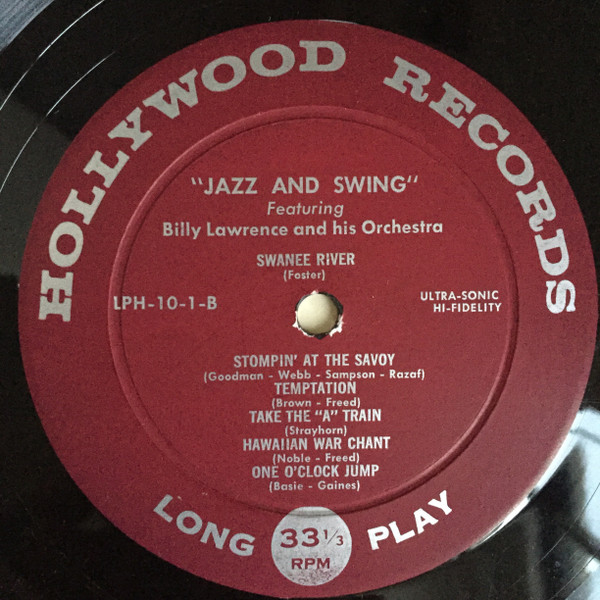 HOLLYWOOD RECORDS
"JAZZ AND SWING"
Featuring
Billy Lawrence and his Orchestra
SWANEE RIVER
(Foster)
LPH-10-1-B
ULTRA-SONIC
HI-FIDELITY
STOMPIN' AT THE SAVOY
(Goodman - Webb - Sampson - Razaf)
TEMPTATION
(Brown - Freed)
TAKE THE "A" TRAIN
(Strayhorn)
HAWAIIAN WAR CHANT
(Noble - Freed)
ONE O'CLOCK JUMP
(Basie - Gaines)
LONG 33 1/3 PLAY
RPM